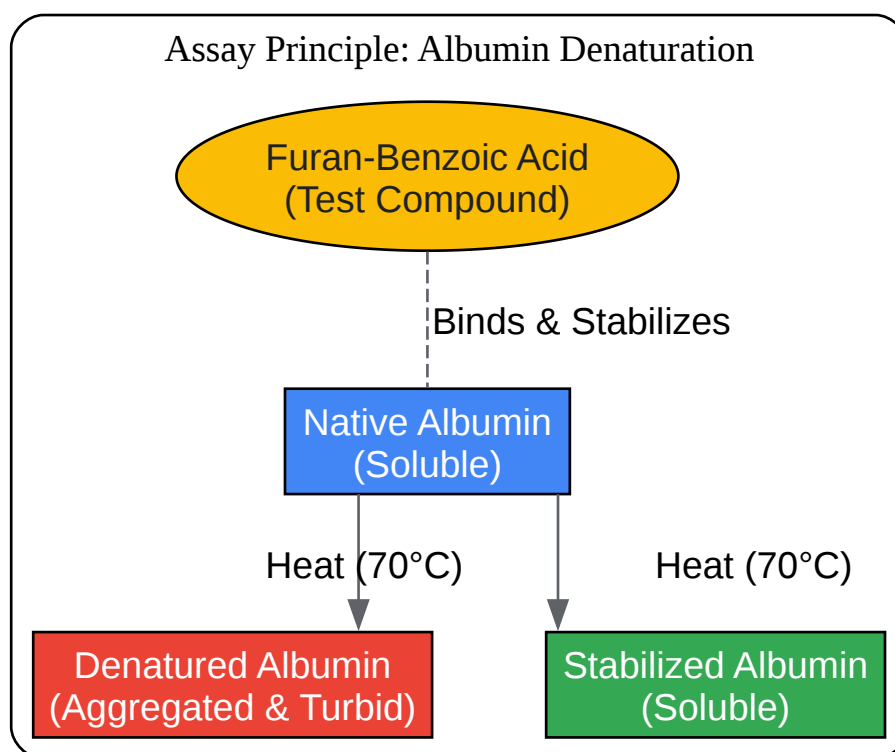 Assay Principle: Albumin Denaturation
Furan-Benzoic Acid
(Test Compound)
Binds & Stabilizes
Native Albumin
(Soluble)
Heat (70°C)
Heat (70°C)
Denatured Albumin
(Aggregated & Turbid)
Stabilized Albumin
(Soluble)